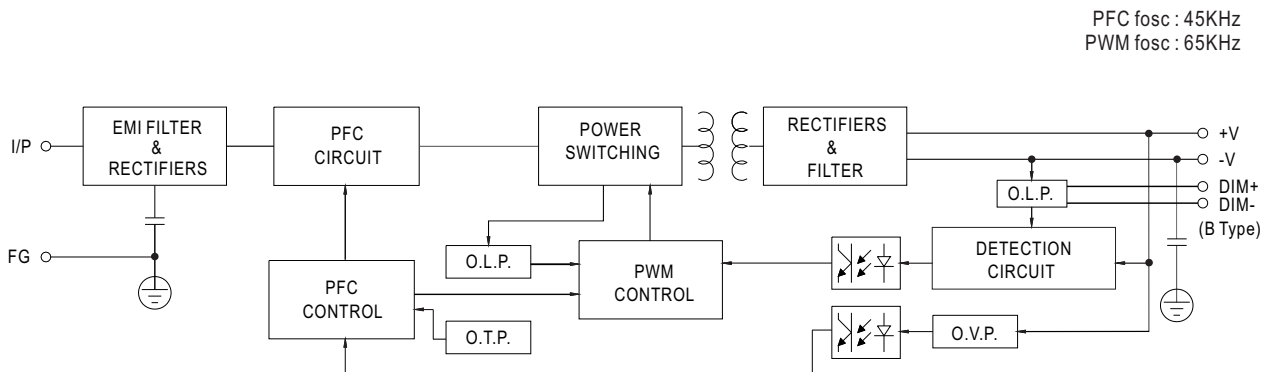 PFC fosc : 45KHz
PWM fosc : 65KHz
I/P
EMI FILTER
&
RECTIFIERS
PFC
CIRCUIT
POWER
SWITCHING
RECTIFIERS
&
FILTER
+V
-V
DIM+
DIM-
(B Type)
O.L.P.
FG
O.L.P.
PFC
CONTROL
PWM
CONTROL
DETECTION
CIRCUIT
O.T.P.
O.V.P.